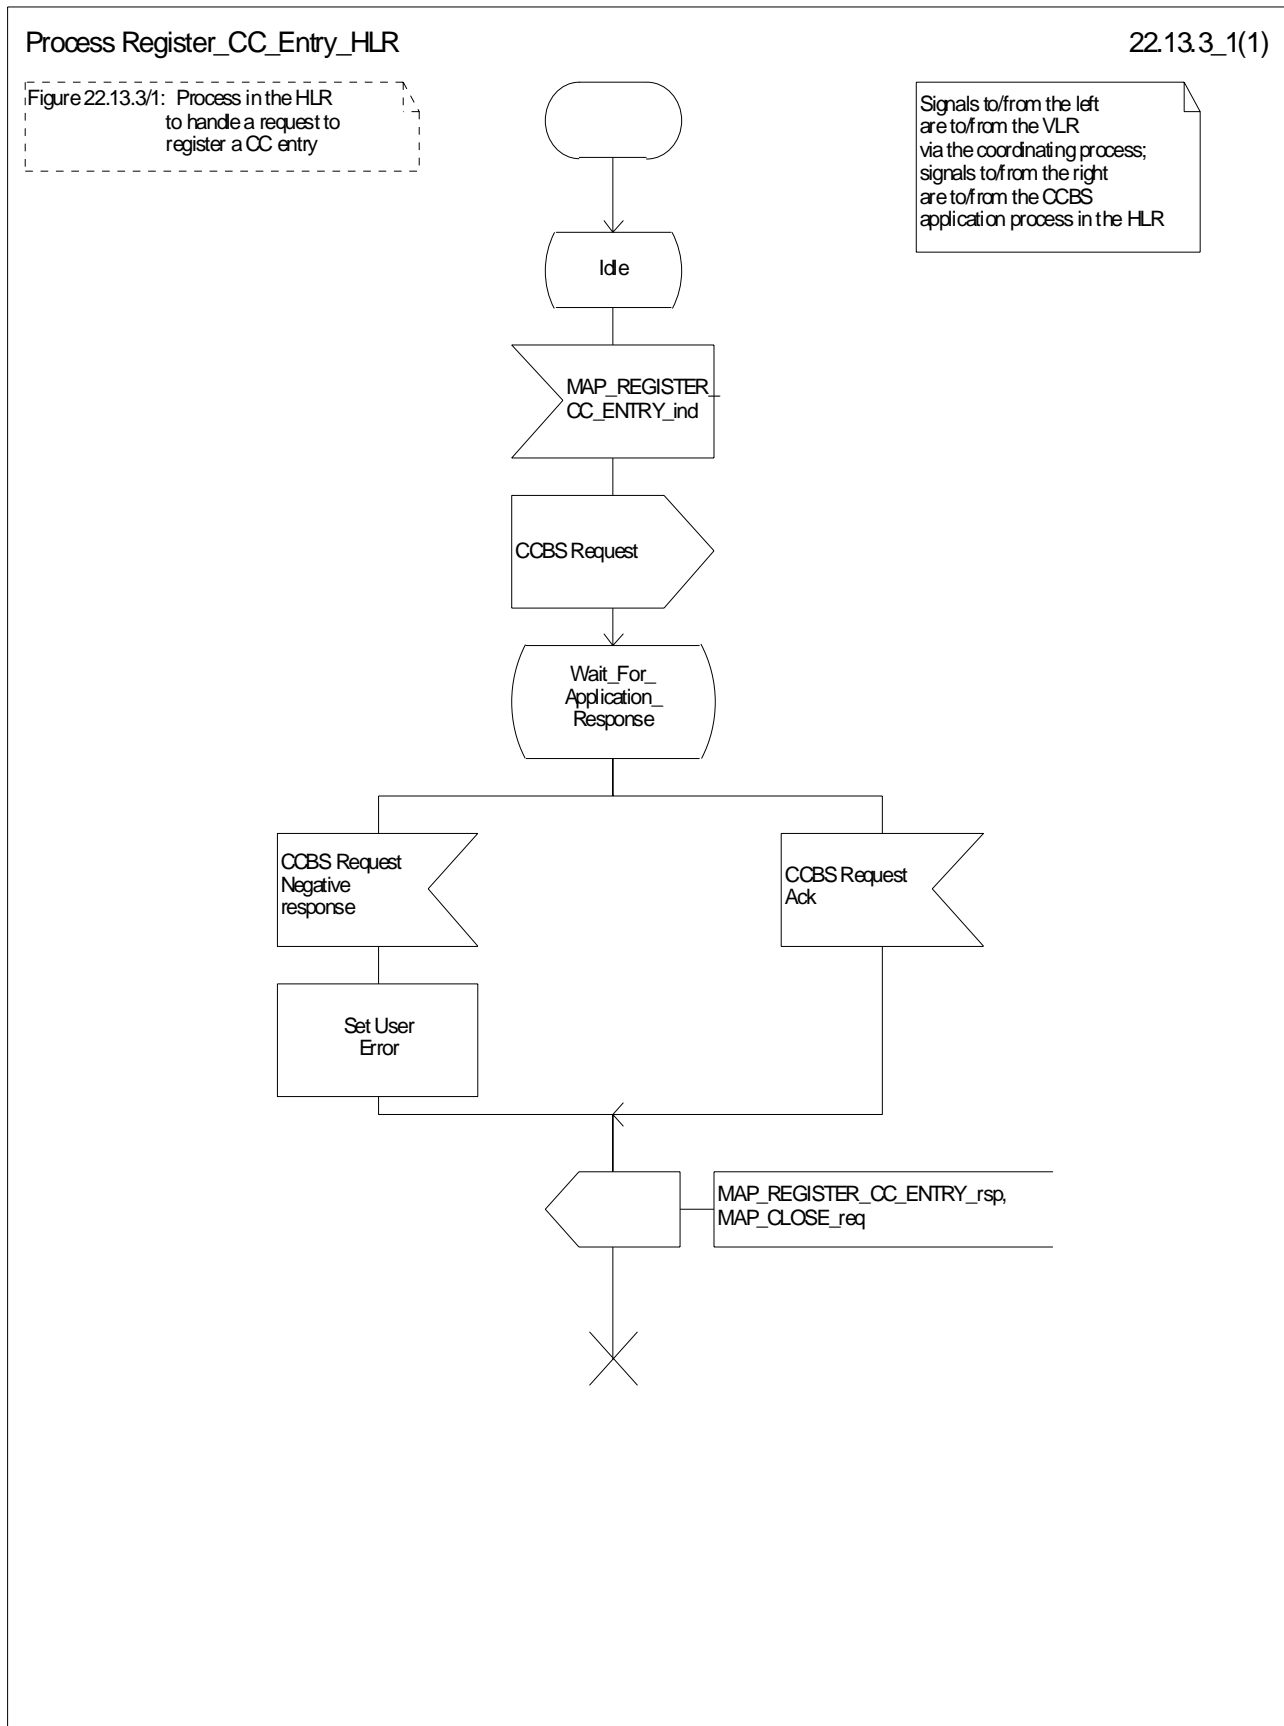 Process Register_CC_Entry_HLR
22.13.3_1(1)
Figure 22.13.3/1: Process in the HLR
to handle a request to
register a CC entry
Signals to/from the left
are to/from the VLR
via the coordinating process;
signals to/from the right
are to/from the CCBS
application process in the HLR
Idle
MAP_REGISTER_
CC_ENTRY_ind
CCBS Request
Wait_For_
Application_
Response
CCBS Request
Negative
response
CCBS Request
Ack
Set User
Error
MAP_REGISTER_CC_ENTRY_rsp,
MAP_CLOSE_req